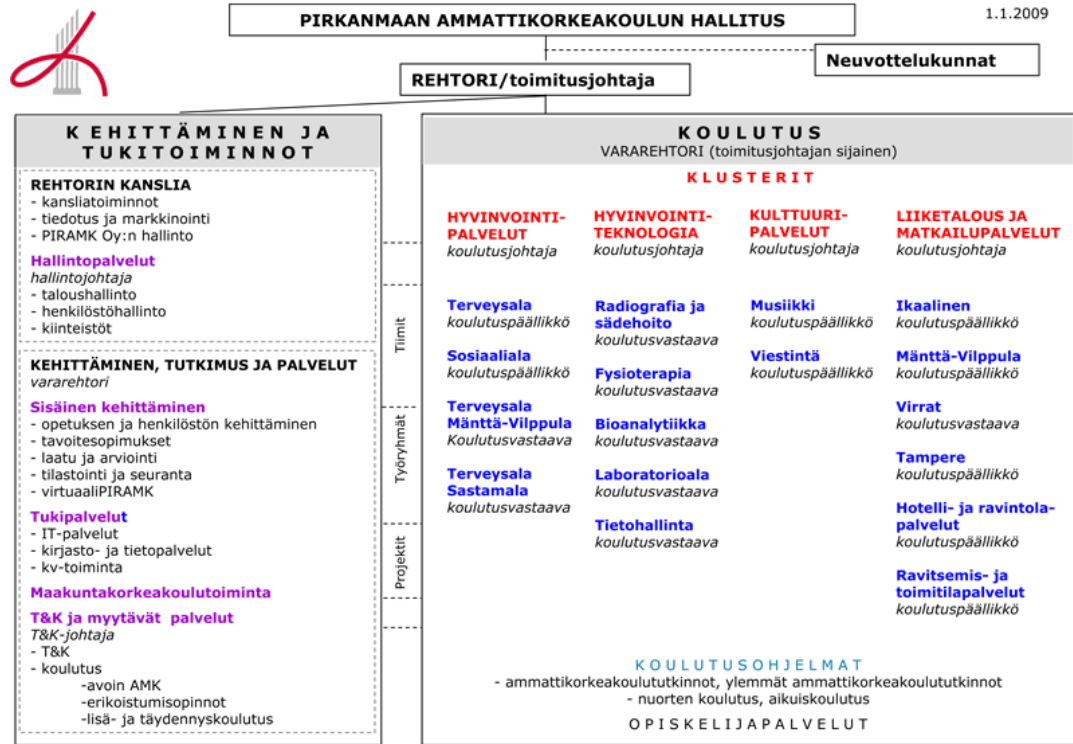 PIRKANMAAN AMMATTIKORKEAKOULUN HALLITUS
1.1.2009
Neuvottelukunnat
REHTORI/toimitusjohtaja
K EHITTÄMINEN JA
TUKITOIMINNOT
REHTORIN KANSLIA
- kansliatoiminnot
- tiedotus ja markkinointi
- PIRAMK Oy:n hallinto
Hallintopalvelut
hallintojohtaja
- taloushallinto
- henkilöstöhallinto
- kiinteistöt
KEHITTÄMINEN, TUTKIMUS JA PALVELUT
vararehtori
Sisäinen kehittäminen
- opetuksen ja henkilöstön kehittäminen
- tavoitesopimukset
- laatu ja arviointi
- tilastointi ja seuranta
- virtuaaliPIRAMK
Tukipalvelut
- IT-palvelut
- kirjasto- ja tietopalvelut
- kv-toiminta
Maakuntakorkeakoulutoiminta
T&K ja myytävät palvelut
T&K-johtaja
- T&K
- koulutus
-avoin AMK
-erikoistumisopinnot
-lisä- ja täydennyskoulutus
Tiimit
Työryhmät
Projektit
KOULUTUS
VARAREHTORI (toimitusjohtajan sijainen)
KLUSTERIT
HYVINVOINTI-
PALVELUT
koulutusjohtaja
Terveysala
koulutuspäällikkö
Sosiaaliala
koulutuspäällikkö
Terveysala
Mänttä-Vilppula
Koulutusvastaava
Terveysala
Sastamala
koulutusvastaava
HYVINVOINTI-
TEKNOLOGIA
koulutusjohtaja
Radiografia ja
sädehoito
koulutusvastaava
Fysioterapia
koulutusvastaava
Bioanalytiikka
koulutusvastaava
Laboratorioala
koulutusvastaava
Tietohallinta
koulutusvastaava
KULTTUURI-
PALVELUT
koulutusjohtaja
Musiikki
koulutuspäällikkö
Viestintä
koulutuspäällikkö
LIIKETALOUS JA
MATKAILUPALVELUT
koulutusjohtaja
Ikaalinen
koulutuspäällikkö
Mänttä-Vilppula
koulutuspäällikkö
Virrat
koulutusvastaava
Tampere
koulutuspäällikkö
Hotelli- ja ravintola-
palvelut
koulutuspäällikkö
Ravitsemis- ja
toimitilapalvelut
koulutuspäällikkö
KOULUTUSOHJELMAT
- ammattikorkeakoulututkinnot, ylemmät ammattikorkeakoulututkinnot
- nuorten koulutus, aikuiskoulutus
OPISKELIJAPALVELUT